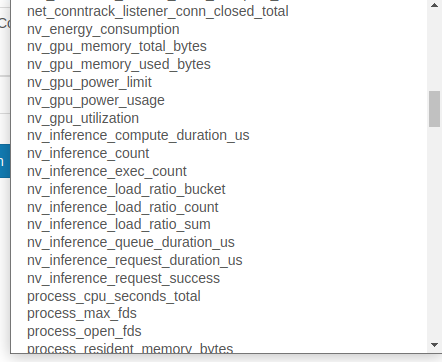 net_conntrack_listener_conn_closed_total
nv_energy_consumption
nv_gpu_memory_total_bytes
nv_gpu_memory_used_bytes
nv_gpu_power_limit
nv_gpu_power_usage
nv_gpu_utilization
nv_inference_compute_duration_us
nv_inference_count
nv_inference_exec_count
nv_inference_load_ratio_bucket
nv_inference_load_ratio_count
nv_inference_load_ratio_sum
nv_inference_queue_duration_us
nv_inference_request_duration_us
nv_inference_request_success
process_cpu_seconds_total
process_max_fds
process_open_fds
process_resident_memory_bytes